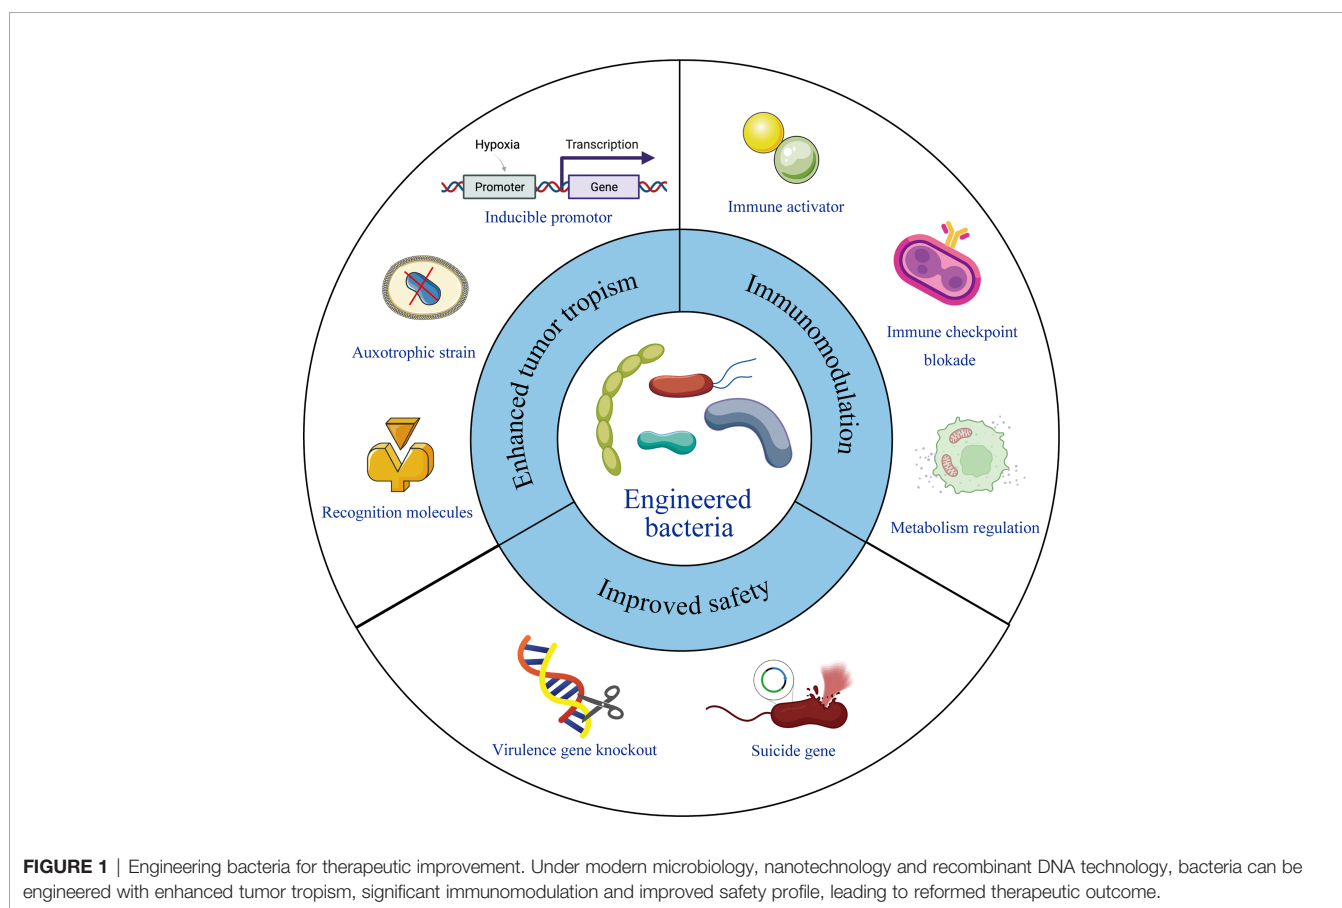 Hypoxia
Transcription
Promoter
Gene
Inducible promotor
Auxotrophic strain
Recognition molecules
Enhanced tumor tropism
Immune activator
Immune checkpoint
blokade
Metabolism regulation
Immunomodulation
Engineered
bacteria
Improved safety
Virulence gene knockout
Suicide gene
FIGURE 1 | Engineering bacteria for therapeutic improvement. Under modern microbiology, nanotechnology and recombinant DNA technology, bacteria can be
engineered with enhanced tumor tropism, significant immunomodulation and improved safety profile, leading to reformed therapeutic outcome.